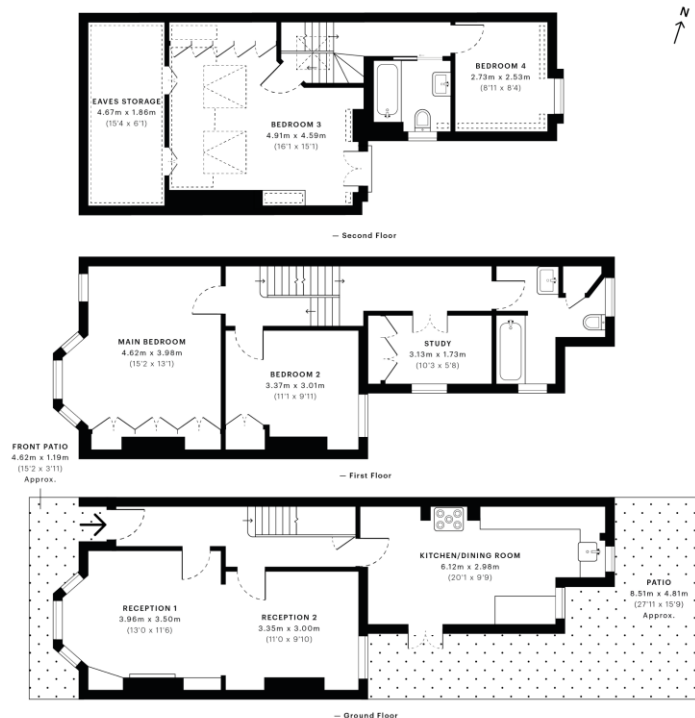 N
EAVES STORAGE
4.67m x 1.86m
(15'4 x 6'1)
BEDROOM 3
4.91m x 4.59m
(16'1 x 15'1)
BEDROOM 4
2.73m x 2.53m
(8'11 x 8'4)
— Second Floor
MAIN BEDROOM
4.62m x 3.98m
(15'2 x 13'1)
BEDROOM 2
3.37m x 3.01m
(11'1 x 9'11)
STUDY
3.13m x 1.73m
(10'3 x 5'8)
— First Floor
FRONT PATIO
4.62m x 1.19m
(15'2 x 3'11)
Approx.
RECEPTION 1
3.96m x 3.50m
(13'0 x 11'6)
RECEPTION 2
3.35m x 3.00m
(11'0 x 9'10)
KITCHEN/DINING ROOM
6.12m x 2.98m
(20'1 x 9'9)
PATIO
8.51m x 4.81m
(27'11 x 15'9)
Approx.
— Ground Floor